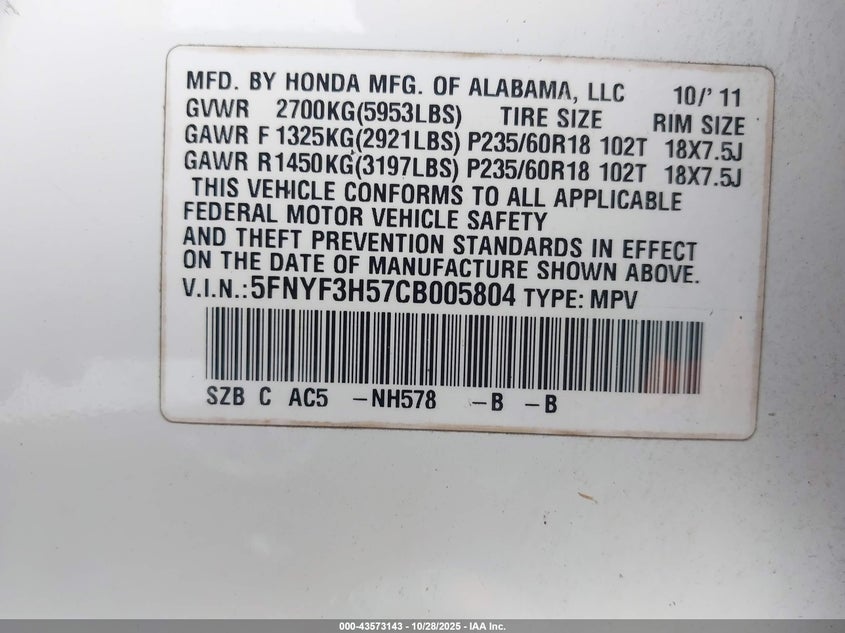 MFD. BY HONDA MFG. OF ALABAMA, LLC 10/'11
GVWR 2700KG(5953LBS) TIRE SIZE RIM SIZE
GAWR F 1325KG(2921LBS) P235/60R18 102T 18X7.5J
GAWR R1450KG(3197LBS) P235/60R18 102T 18X7.5J
THIS VEHICLE CONFORMS TO ALL APPLICABLE
FEDERAL MOTOR VEHICLE SAFETY
AND THEFT PREVENTION STANDARDS IN EFFECT
ON THE DATE OF MANUFACTURE SHOWN ABOVE.
V.I.N.:5FNYF3H57CB005804 TYPE: MPV
SZB C AC5 -NH578 -B -B
000-43573143 | 10/28/2025 - IAA Inc.